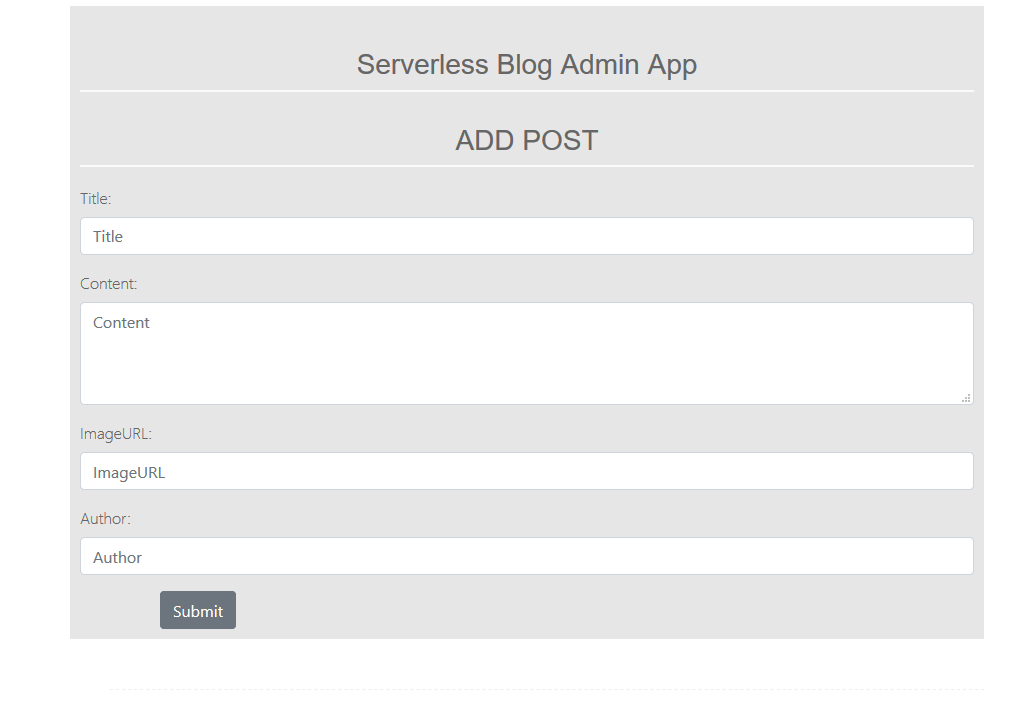 Serverless Blog Admin App
ADD POST
Title:
Title
Content:
Content
ImageURL:
ImageURL
Author:
Author
Submit